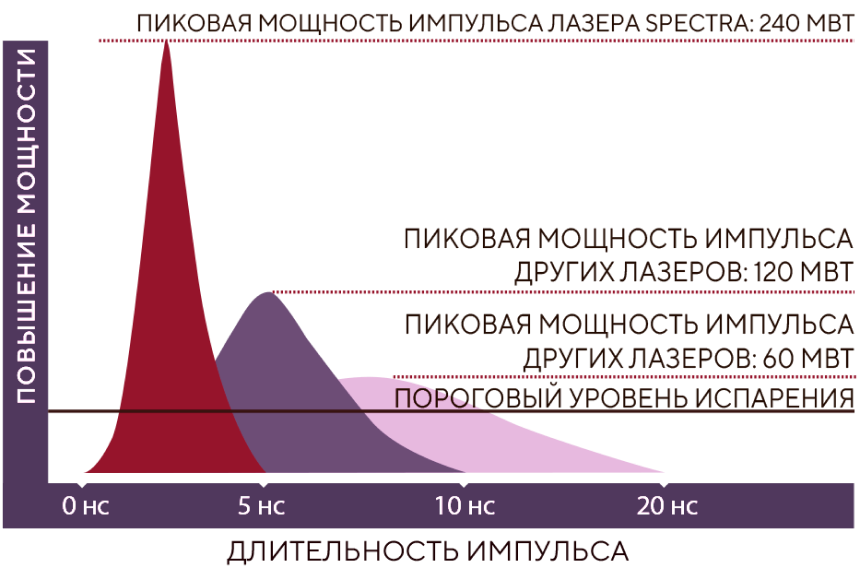 ПИКОВАЯ МОЩНОСТЬ ИМПУЛЬСА ЛАЗЕРА SPECTRA: 240 МВТ
ПОВЫШЕНИЕ МОЩНОСТИ
ПИКОВАЯ МОЩНОСТЬ ИМПУЛЬСА
ДРУГИХ ЛАЗЕРОВ: 120 МВТ
ПИКОВАЯ МОЩНОСТЬ ИМПУЛЬСА
ДРУГИХ ЛАЗЕРОВ: 60 МВТ
ПОРОГОВЫЙ УРОВЕНЬ ИСПАРЕНИЯ
0 нс 5 нс 10 нс 20 нс
ДЛИТЕЛЬНОСТЬ ИМПУЛЬСА